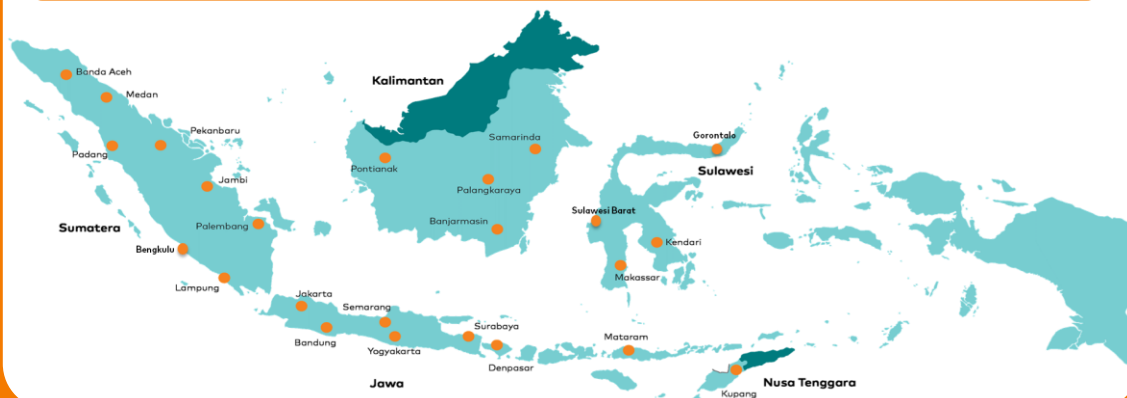 Banda Aceh
Medan
Pekanbaru
Padang
Jambi
Palembang
Sumatera
Bengkulu
Lampung
Kalimantan
Samarinda
Pontianak
Palangkaraya
Banjarmasin
Gorontalo
Sulawesi
Sulawesi Barat
Kendari
Makassar
Jakarta
Semarang
Surabaya
Bandung
Yogyakarta
Denpasar
Mataram
Jawa
Nusa Tenggara
Kupang